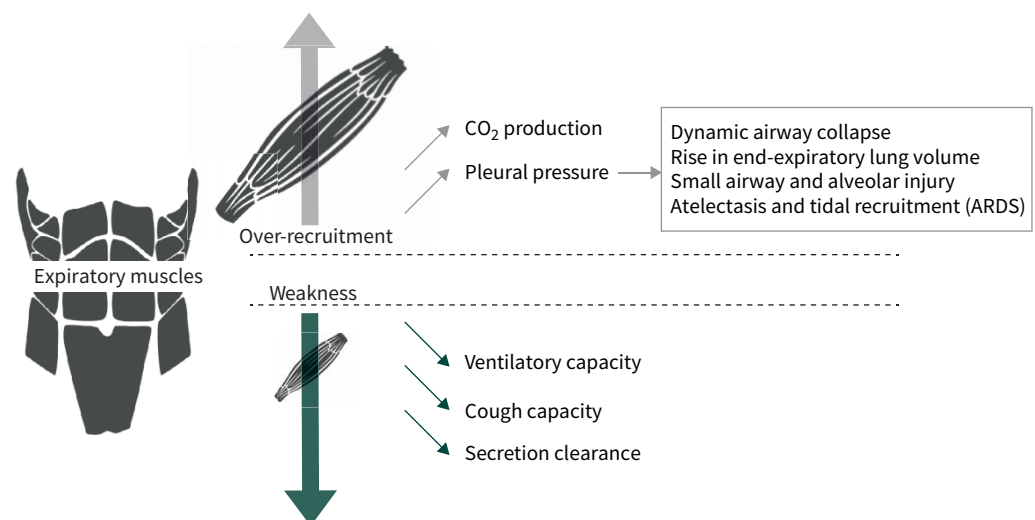 CO₂ production
Pleural pressure
Dynamic airway collapse
Rise in end-expiratory lung volume
Small airway and alveolar injury
Atelectasis and tidal recruitment (ARDS)
Over-recruitment
Expiratory muscles
Weakness
Ventilatory capacity
Cough capacity
Secretion clearance